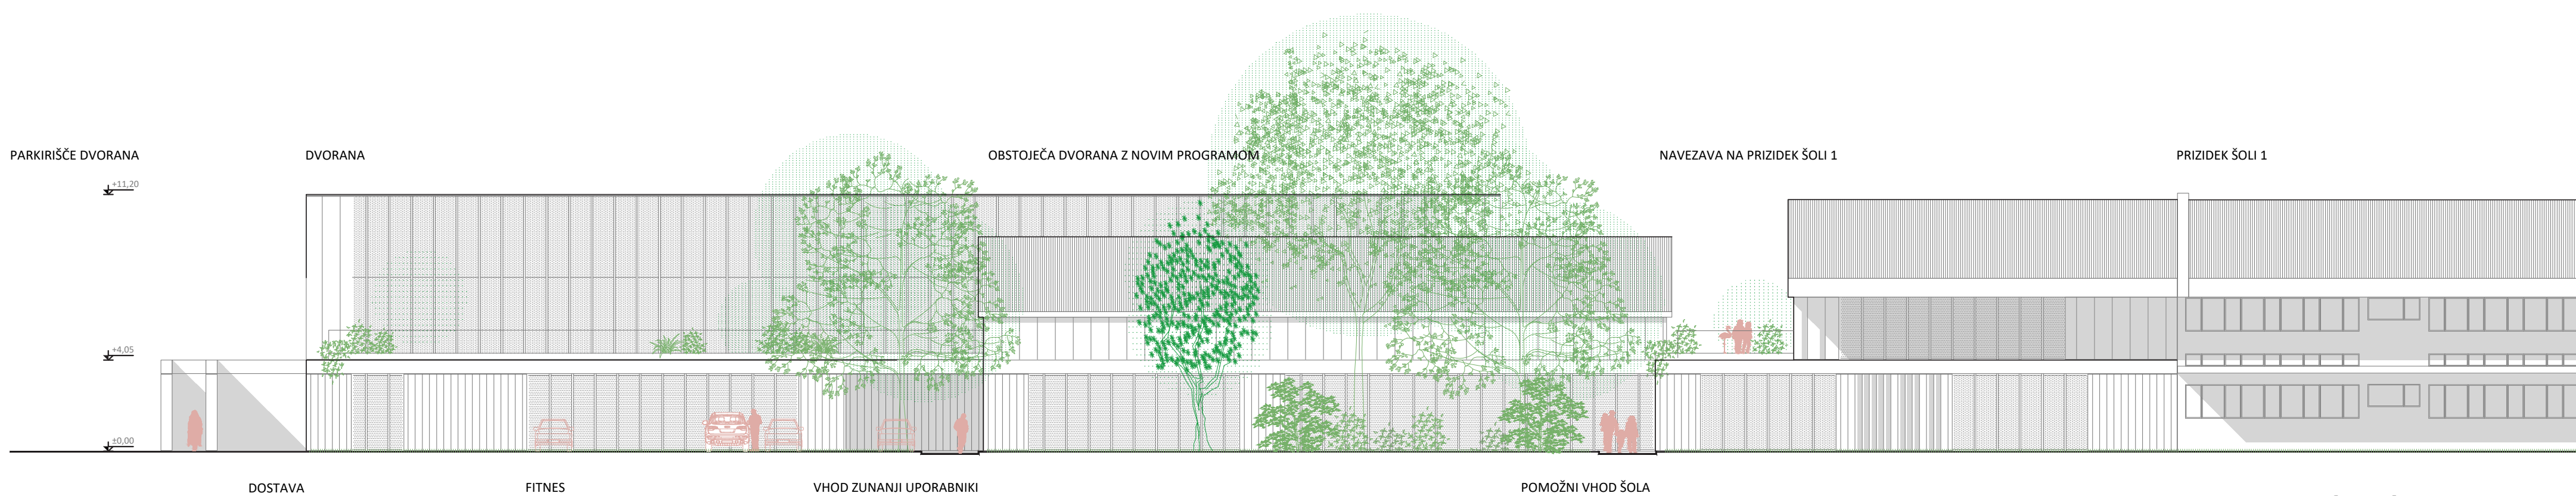 PARKIRIŠČE DVORANA
DVORANA
OBSTOJEČA DVORANA Z NOVIM PROGRAMOM
NAVEZAVA NA PRIZIDEK ŠOLI 1
PRIZIDEK ŠOLI 1
+11,20
+4,05
±0,00
DOSTAVA
FITNES
VHOD ZUNANJI UPORABNIKI
POMOŽNI VHOD ŠOLA